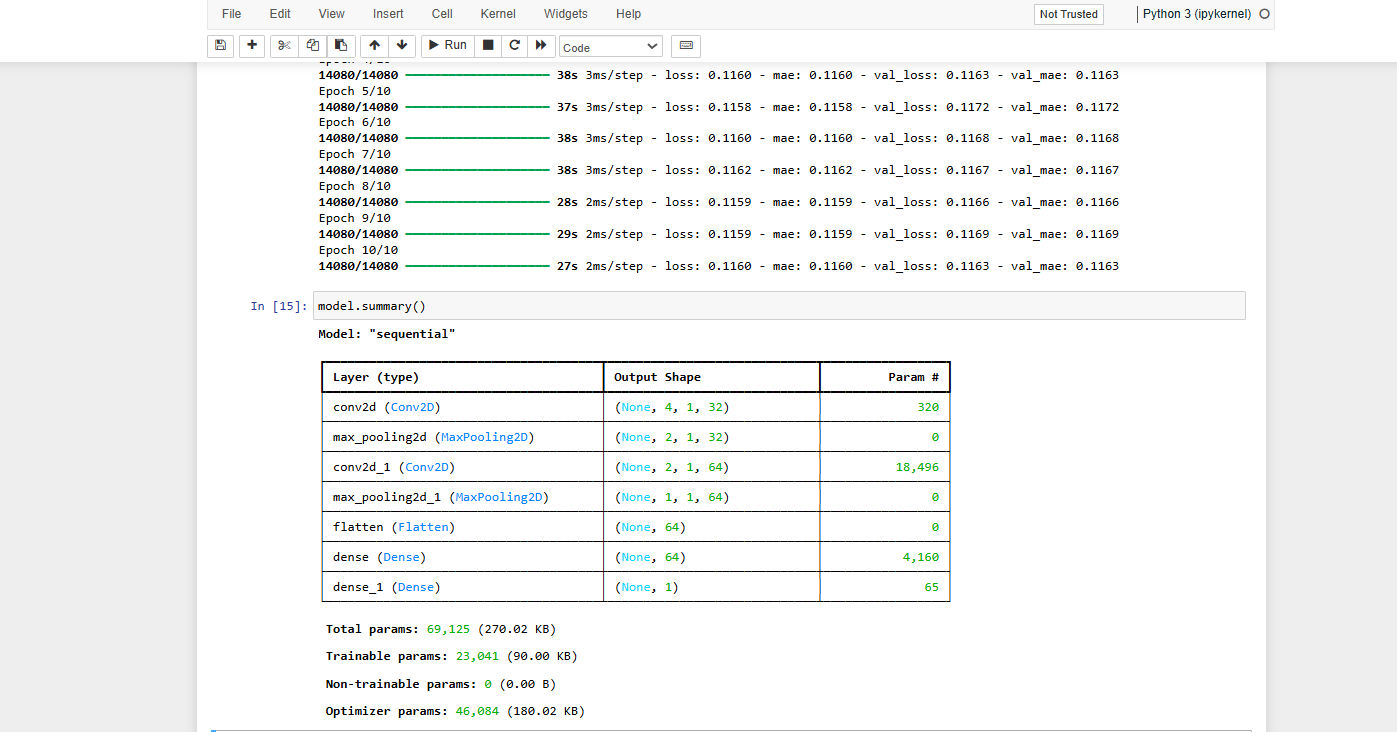 File Edit View Insert Cell Kernel Widgets Help Not Trusted Python 3 (ipykernel)
Run Code
14080/14080 38s 3ms/step - loss: 0.1160 - mae: 0.1160 - val_loss: 0.1163 - val_mae: 0.1163
Epoch 5/10
14080/14080 37s 3ms/step - loss: 0.1158 - mae: 0.1158 - val_loss: 0.1172 - val_mae: 0.1172
Epoch 6/10
14080/14080 38s 3ms/step - loss: 0.1160 - mae: 0.1160 - val_loss: 0.1168 - val_mae: 0.1168
Epoch 7/10
14080/14080 38s 3ms/step - loss: 0.1162 - mae: 0.1162 - val_loss: 0.1167 - val_mae: 0.1167
Epoch 8/10
14080/14080 28s 2ms/step - loss: 0.1159 - mae: 0.1159 - val_loss: 0.1166 - val_mae: 0.1166
Epoch 9/10
14080/14080 29s 2ms/step - loss: 0.1159 - mae: 0.1159 - val_loss: 0.1169 - val_mae: 0.1169
Epoch 10/10
14080/14080 27s 2ms/step - loss: 0.1160 - mae: 0.1160 - val_loss: 0.1163 - val_mae: 0.1163
In [15]: model.summary()
Model: "sequential"
Layer (type) Output Shape Param #
conv2d (Conv2D) (None, 4, 1, 32) 320
max_pooling2d (MaxPooling2D) (None, 2, 1, 32) 0
conv2d_1 (Conv2D) (None, 2, 1, 64) 18,496
max_pooling2d_1 (MaxPooling2D) (None, 1, 1, 64) 0
flatten (Flatten) (None, 64) 0
dense (Dense) (None, 64) 4,160
dense_1 (Dense) (None, 1) 65
Total params: 69,125 (270.02 KB)
Trainable params: 23,041 (90.00 KB)
Non-trainable params: 0 (0.00 B)
Optimizer params: 46,084 (180.02 KB)